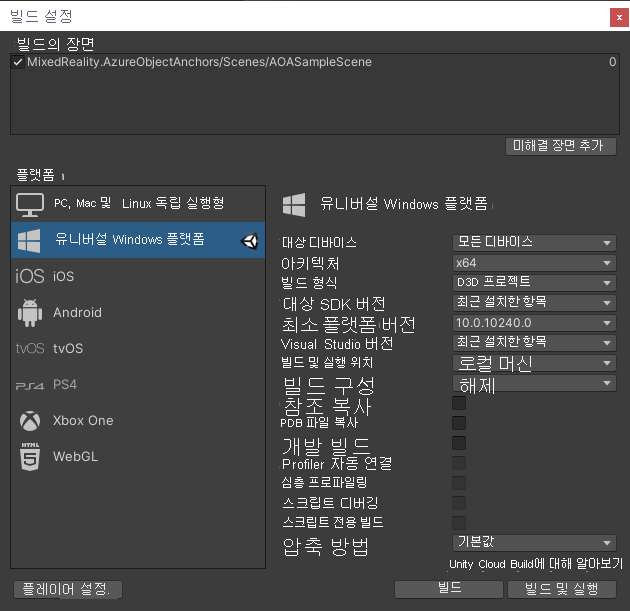 빌드 설정
x
빌드의 장면
MixedReality.AzureObjectAnchors/Scenes/AOASampleScene 0
미해결 장면 추가
플랫폼
PC, Mac 및 Linux 독립 실행형
유니버설 Windows 플랫폼
iOS iOS
Android
tvOS tvOS
PS4 PS4
Xbox One
HTML 5 WebGL
유니버설 Windows 플랫폼
대상 디바이스 모든 디바이스
아키텍처 x64
빌드 형식 D3D 프로젝트
대상 SDK 버전 최근 설치한 항목
최소 플랫폼 버전 10.0.10240.0
Visual Studio 버전 최근 설치한 항목
빌드 및 실행 위치 로컬 머신
빌드 구성 해제
참조 복사
PDB 파일 복사
개발 빌드
Profiler 자동 연결
심층 프로파일링
스크립트 디버깅
스크립트 전용 빌드
압축 방법 기본값
Unity Cloud Build에 대해 알아보기
플레이어 설정. 빌드 빌드 및 실행